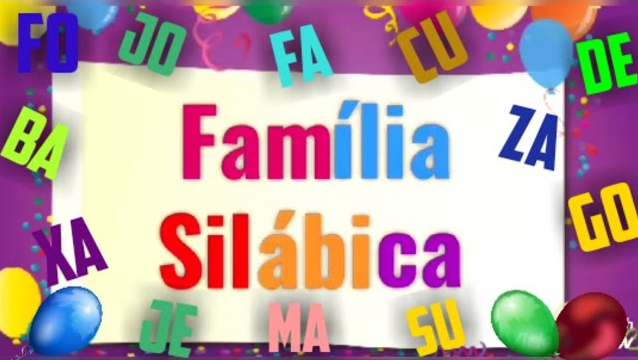 FO JO FA CU DE
BA ZA
Família
XA GO
Silábica
JE MA SU